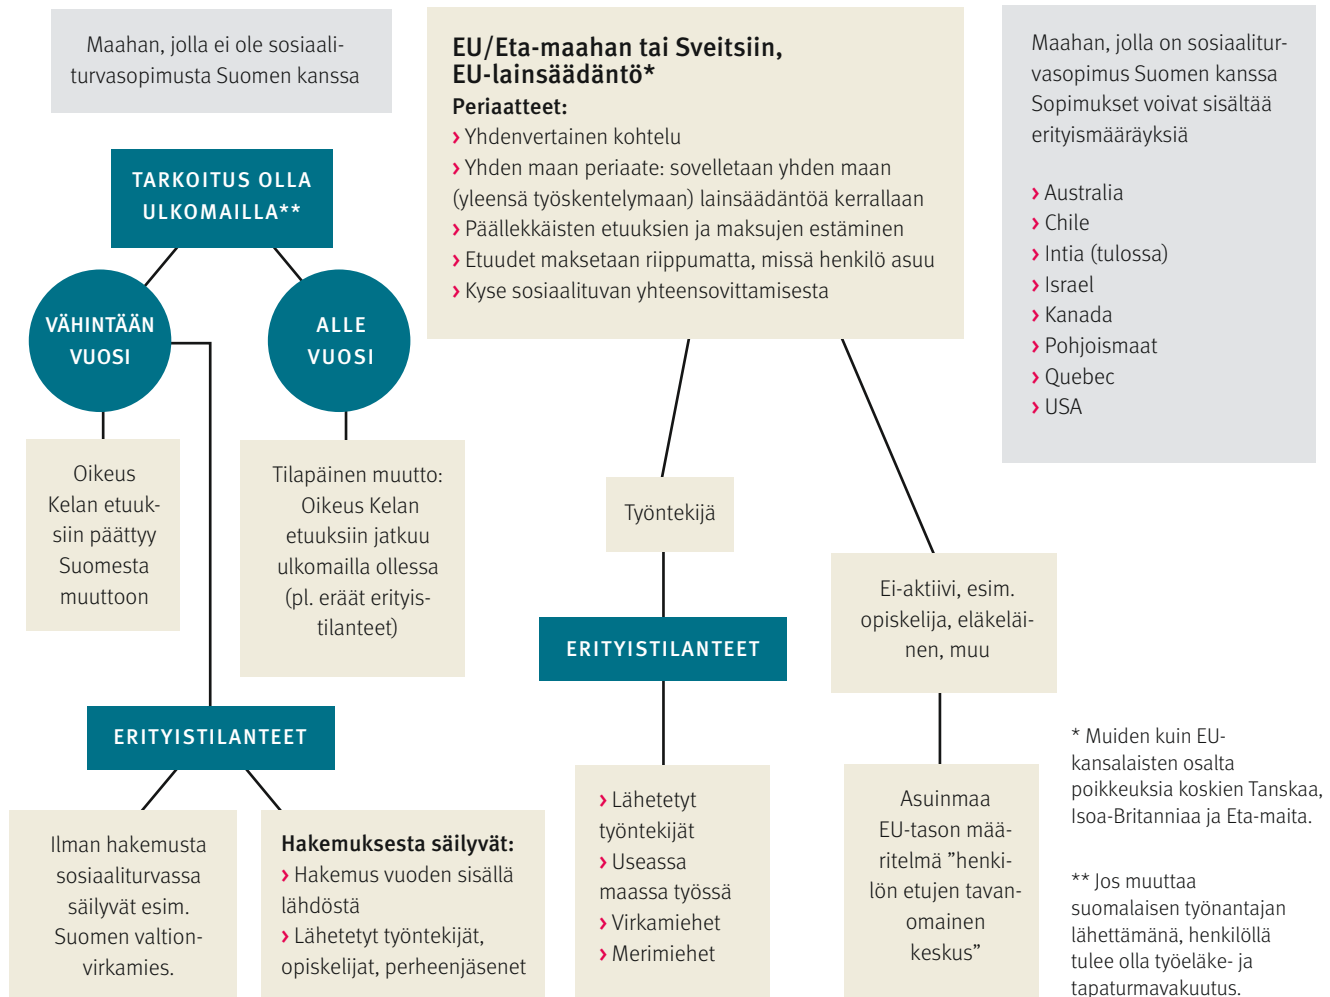 Maahan, jolla ei ole sosiaali-
turvasopimusta Suomen kanssa
TARKOITUS OLLA
ULKOMAILLA**
VÄHINTÄÄN
VUOSI
ALLE
VUOSI
Oikeus
Kelan etuuk-
siin päättyy
Suomesta
muuttoon
Tilapäinen muutto:
Oikeus Kelan
etuuksiin jatkuu
ulkomailla ollessa
(pl. eräät erityis-
tilanteet)
ERITYISTILANTEET
Ilman hakemusta
sosiaaliturvassa
säilyvät esim.
Suomen valtion-
virkamies.
Hakemuksesta säilyvät:
› Hakemus vuoden sisällä
lähdöstä
› Lähetetyt työntekijät,
opiskelijat, perheenjäsenet
EU/Eta-maahan tai Sveitsiin,
EU-lainsäädäntö*
Periaatteet:
› Yhdenvertainen kohtelu
› Yhden maan periaate: sovelletaan yhden maan
(yleensä työskentelymaan) lainsäädäntöä kerrallaan
› Päällekkäisten etuuksien ja maksujen estäminen
› Etuudet maksetaan riippumatta, missä henkilö asuu
› Kyse sosiaalituvan yhteensovittamisesta
Työntekijä
ERITYISTILANTEET
› Lähetetyt
työntekijät
› Useassa
maassa työssä
› Virkamiehet
› Merimiehet
Ei-aktiivi, esim.
opiskelija, eläkeläi-
nen, muu
Asuinmaa
EU-tason mää-
ritelmä ”henki-
lön etujen tavan-
omainen
keskus”
Maahan, jolla on sosiaalitur-
vasopimus Suomen kanssa
Sopimukset voivat sisältää
erityismääräyksiä
› Australia
› Chile
› Intia (tulossa)
› Israel
› Kanada
› Pohjoismaat
› Quebec
› USA
* Muiden kuin EU-
kansalaisten osalta
poikkeuksia koskien Tanskaa,
Isoa-Britanniaa ja Eta-maita.
** Jos muuttaa
suomalaisen työnantajan
lähettämänä, henkilöllä
tulee olla työeläke- ja
tapaturmavakuutus.